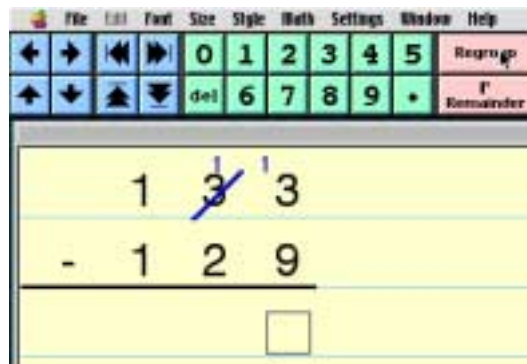 File Edit Font Size Style Math Settings Window Help
0 1 2 3 4 5 Regroup
del 6 7 8 9 . r Remainder
1 1
1 3 3
- 1 2 9